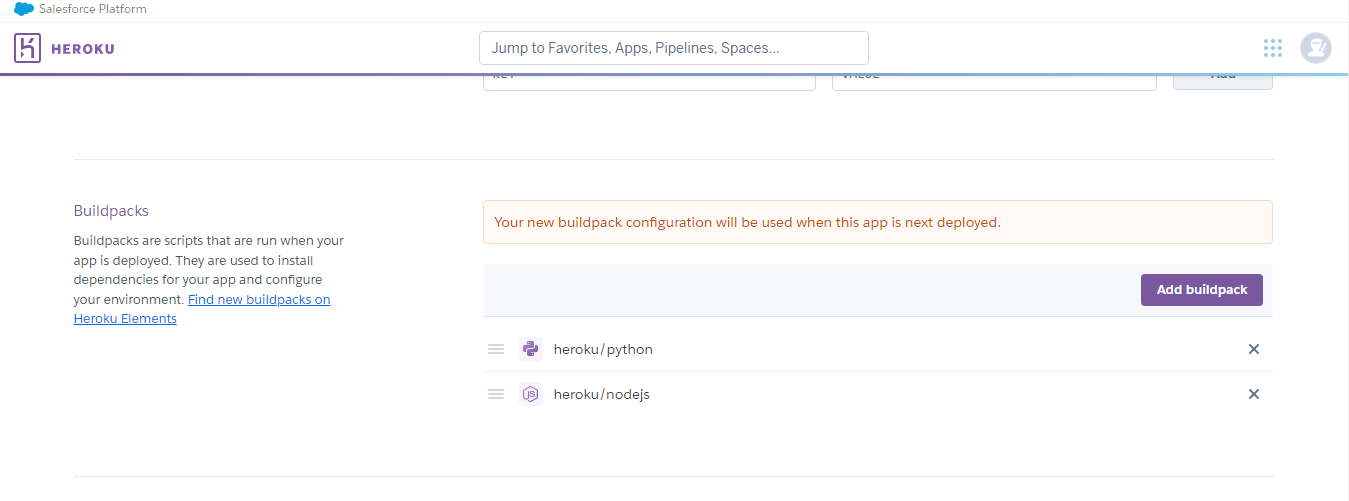 Salesforce Platform
HEROKU
Jump to Favorites, Apps, Pipelines, Spaces...
KEY VALUE Add
Buildpacks
Your new buildpack configuration will be used when this app is next deployed.
Buildpacks are scripts that are run when your
app is deployed. They are used to install
dependencies for your app and configure
your environment. Find new buildpacks on
Heroku Elements
Add buildpack
heroku/python
heroku/nodejs